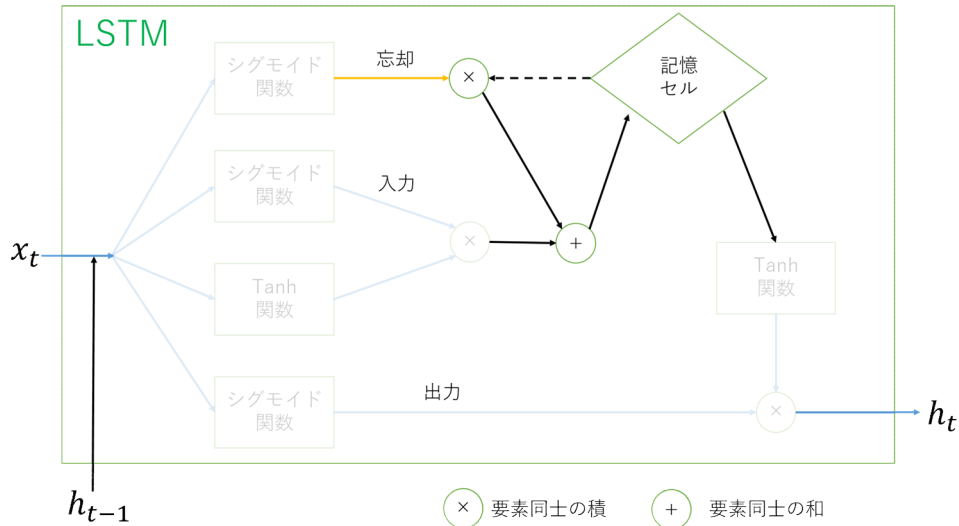 LSTM
シグモイド
関数
忘却
×
記憶
セル
シグモイド
関数
入力
×
+
x_t
Tanh
関数
Tanh
関数
シグモイド
関数
出力
×
h_t
h_{t-1}
× 要素同士の積
+ 要素同士の和